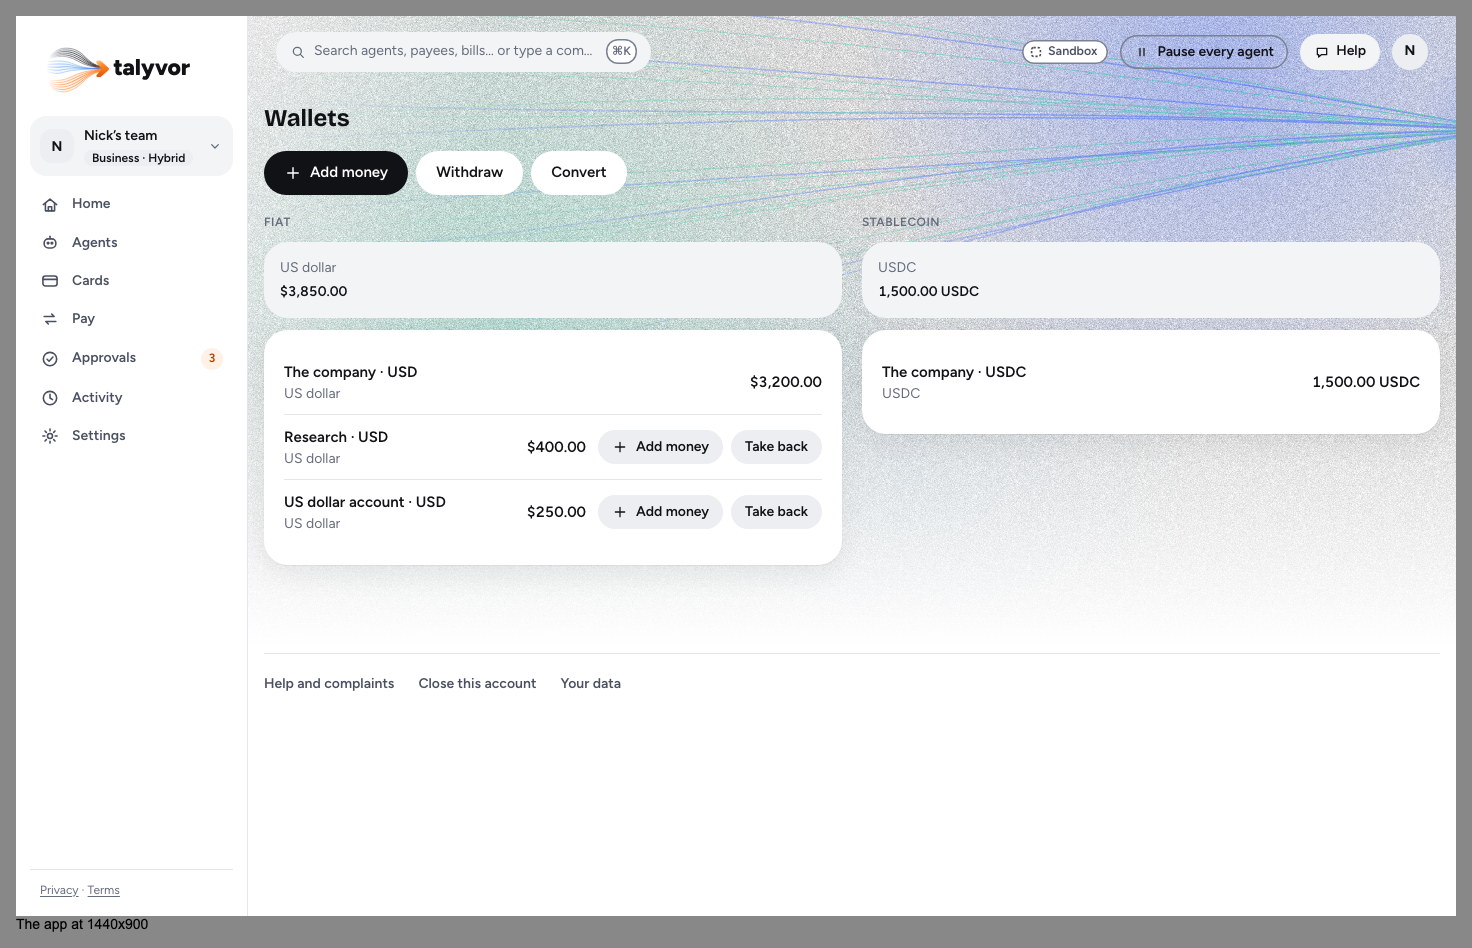 talyvor
N
Nick's team
Business · Hybrid
Home
Agents
Cards
Pay
Approvals 3
Activity
Settings
Privacy · Terms
Search agents, payees, bills... or type a com... ⌘K
Sandbox
Pause every agent
Help
N
Wallets
+ Add money
Withdraw
Convert
FIAT
US dollar
$3,850.00
The company · USD
US dollar
$3,200.00
Research · USD
US dollar
$400.00
+ Add money
Take back
US dollar account · USD
US dollar
$250.00
+ Add money
Take back
STABLECOIN
USDC
1,500.00 USDC
The company · USDC
USDC
1,500.00 USDC
Help and complaints
Close this account
Your data
The app at 1440x900